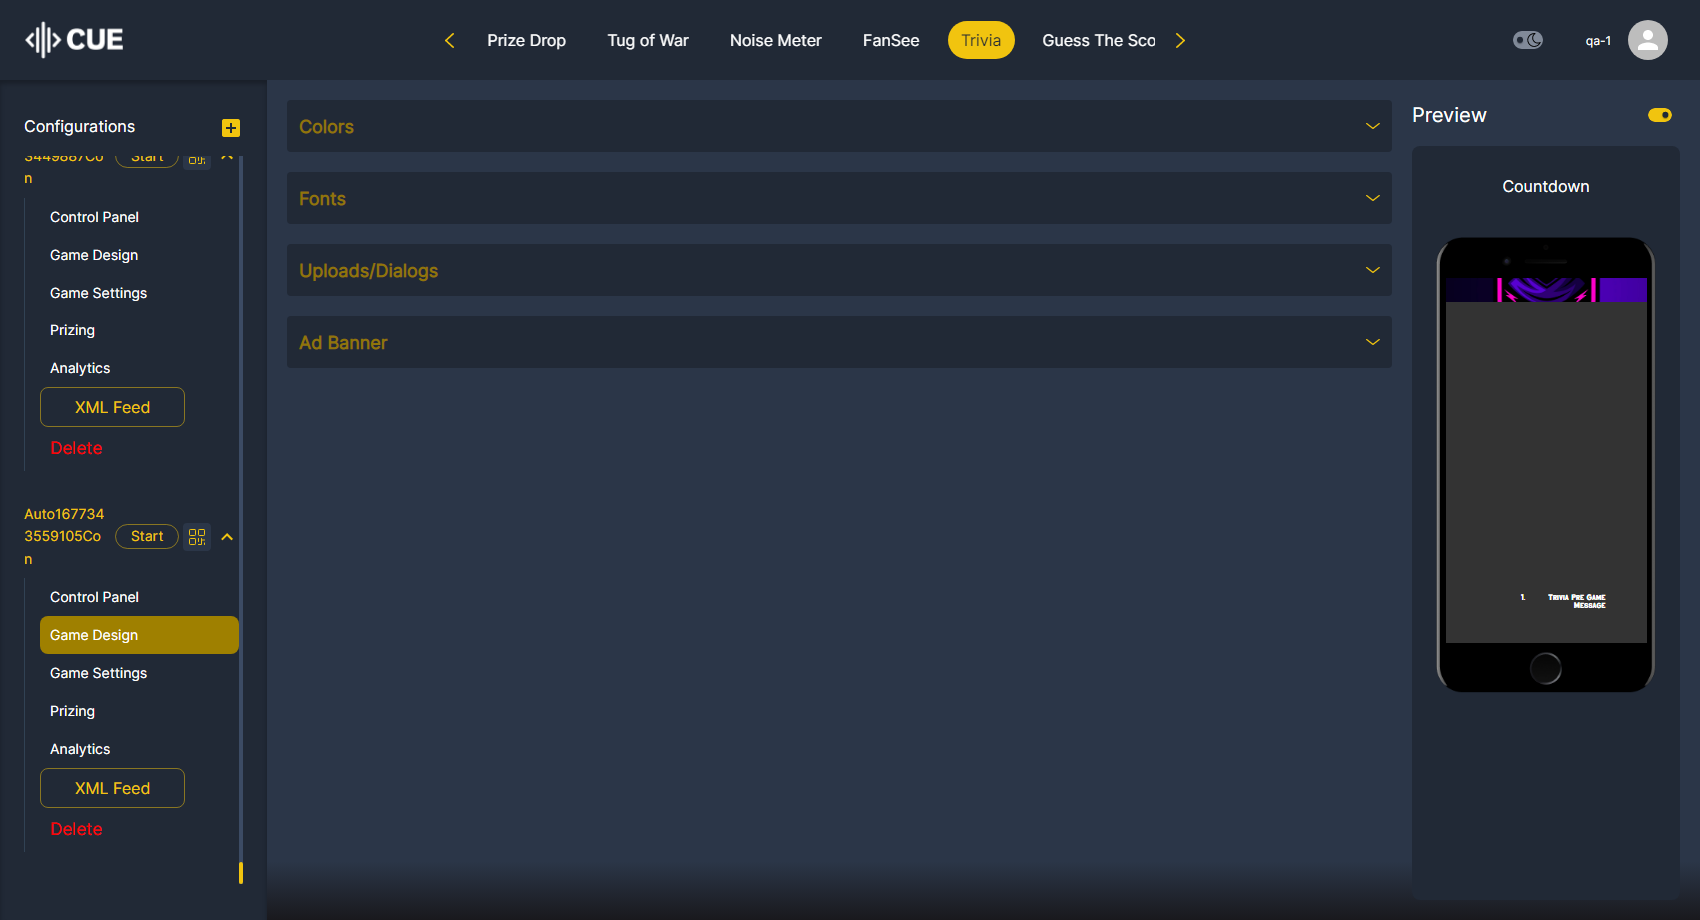 CUE
Prize Drop
Tug of War
Noise Meter
FanSee
Trivia
Guess The Sco
qa-1
Configurations
3449887Co
n
Start
Control Panel
Game Design
Game Settings
Prizing
Analytics
XML Feed
Delete
Auto167734
3559105Co
n
Start
Control Panel
Game Design
Game Settings
Prizing
Analytics
XML Feed
Delete
Colors
Fonts
Uploads/Dialogs
Ad Banner
Preview
Countdown
1. Trivia Pre Game
Message